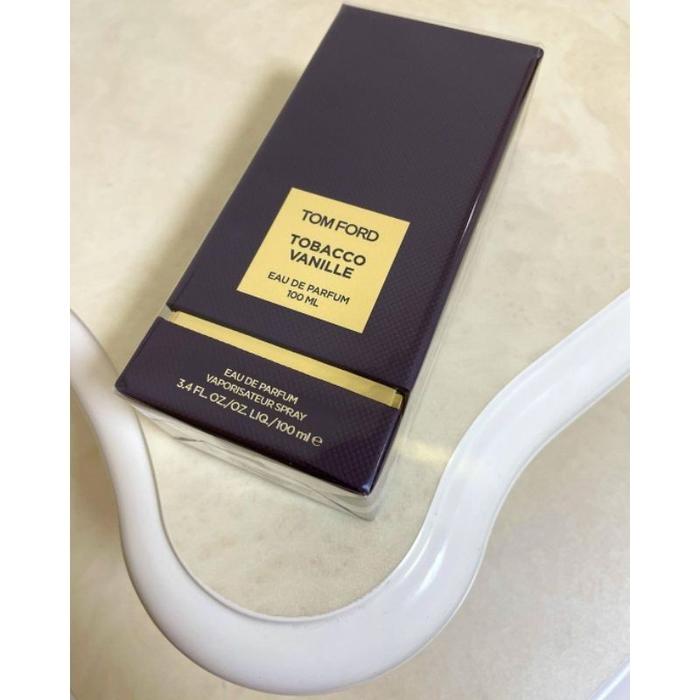 TOM FORD
TOBACCO
VANILLE
EAU DE PARFUM
100 ML
EAU DE PARFUM
VAPORISATEUR SPRAY
3.4 FL. OZ./OZ. LIQ./100 ml ℮